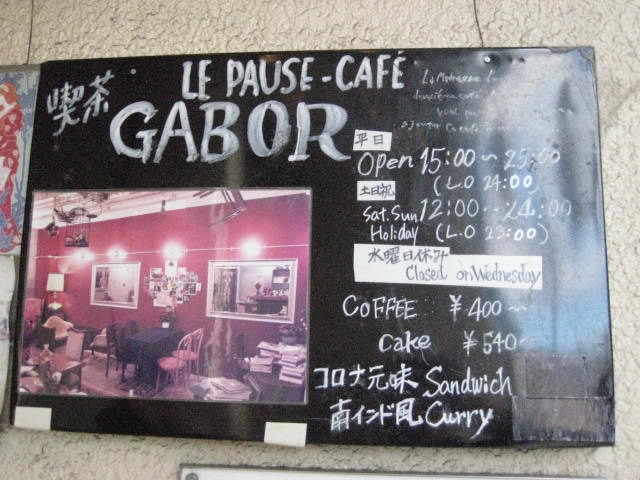 喫茶
LE PAUSE-CAFÉ
GABOR
平日
Open 15:00~25:00
(L.O 24:00)
土日祝
Sat. Sun 12:00~24:00
Holiday (L.O 23:00)
水曜日休み
Closed on Wednesday
COFFEE ¥400~
cake ¥540~
コロナ元味 Sandwich
南インド風 Curry